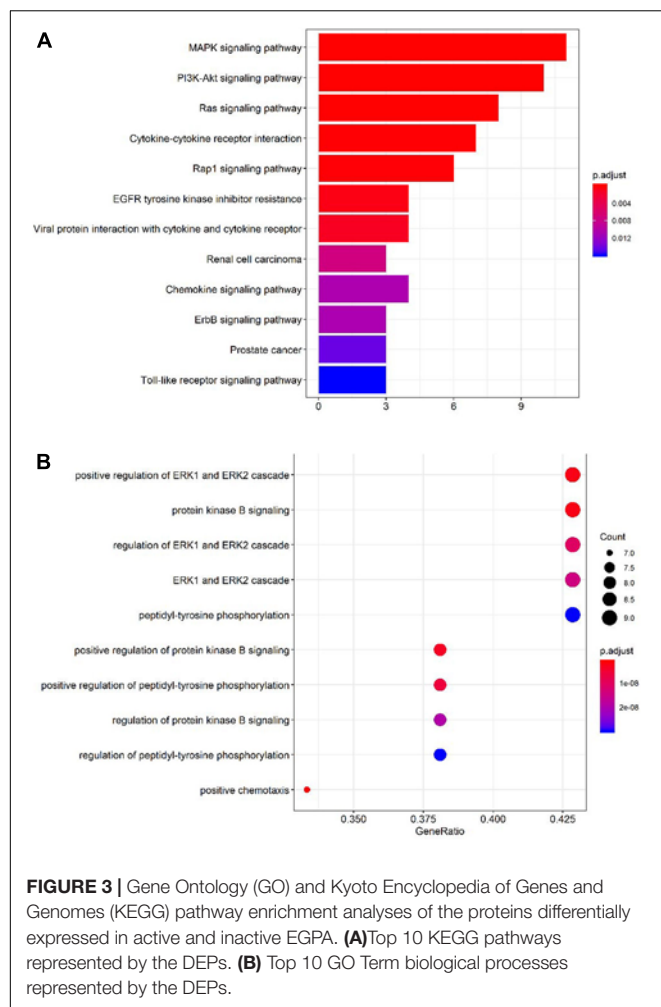 A
MAPK signaling pathway
PI3K-Akt signaling pathway
Ras signaling pathway
Cytokine-cytokine receptor interaction
Rap1 signaling pathway
EGFR tyrosine kinase inhibitor resistance
Viral protein interaction with cytokine and cytokine receptor
Renal cell carcinoma
Chemokine signaling pathway
ErbB signaling pathway
Prostate cancer
Toll-like receptor signaling pathway
0 3 6 9
p.adjust
0.004
0.008
0.012
B
positive regulation of ERK1 and ERK2 cascade
protein kinase B signaling
regulation of ERK1 and ERK2 cascade
ERK1 and ERK2 cascade
peptidyl-tyrosine phosphorylation
positive regulation of protein kinase B signaling
positive regulation of peptidyl-tyrosine phosphorylation
regulation of protein kinase B signaling
regulation of peptidyl-tyrosine phosphorylation
positive chemotaxis
0.350 0.375 0.400 0.425
GeneRatio
Count
7.0
7.5
8.0
8.5
9.0
p.adjust
1e-08
2e-08
FIGURE 3 | Gene Ontology (GO) and Kyoto Encyclopedia of Genes and
Genomes (KEGG) pathway enrichment analyses of the proteins differentially
expressed in active and inactive EGPA. (A)Top 10 KEGG pathways
represented by the DEPs. (B) Top 10 GO Term biological processes
represented by the DEPs.